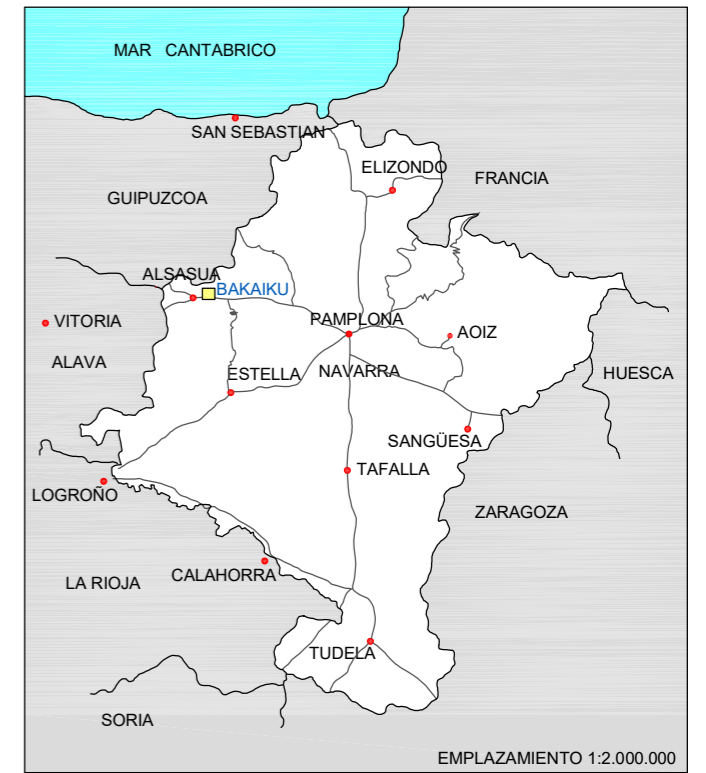 MAR CANTABRICO
SAN SEBASTIAN
ELIZONDO
FRANCIA
GUIPUZCOA
ALSASUA
BAKAIKU
VITORIA
PAMPLONA
AOIZ
ALAVA
ESTELLA
NAVARRA
HUESCA
SANGÜESA
TAFALLA
LOGROÑO
ZARAGOZA
LA RIOJA
CALAHORRA
TUDELA
SORIA
EMPLAZAMIENTO 1:2.000.000